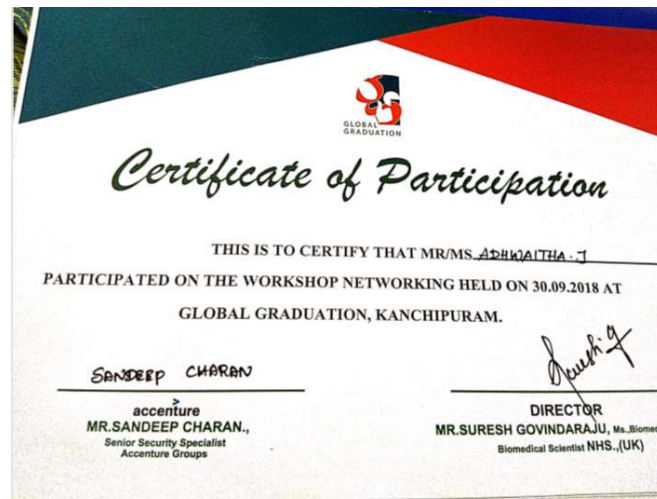 GLOBAL
GRADUATION
Certificate of Participation
THIS IS TO CERTIFY THAT MR/MS ADHWAITHA.J
PARTICIPATED ON THE WORKSHOP NETWORKING HELD ON 30.09.2018 AT
GLOBAL GRADUATION, KANCHIPURAM.
SANDEEP CHARAN
accenture
MR.SANDEEP CHARAN.,
Senior Security Specialist
Accenture Groups
DIRECTOR
MR.SURESH GOVINDARAJU, Ms.,Biome
Biomedical Scientist NHS.,(UK)